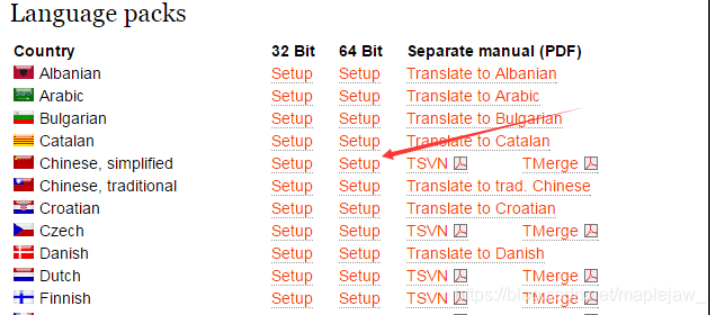 Language packs
Country 32 Bit 64 Bit Separate manual (PDF)
Albanian Setup Setup Translate to Albanian
Arabic Setup Setup Translate to Arabic
Bulgarian Setup Setup Translate to Bulgarian
Catalan Setup Setup Translate to Catalan
Chinese, simplified Setup Setup TSVN TMerge
Chinese, traditional Setup Setup Translate to trad. Chinese
Croatian Setup Setup Translate to Croatian
Czech Setup Setup TSVN TMerge
Danish Setup Setup Translate to Danish
Dutch Setup Setup TSVN TMerge
Finnish Setup Setup TSVN TMerge